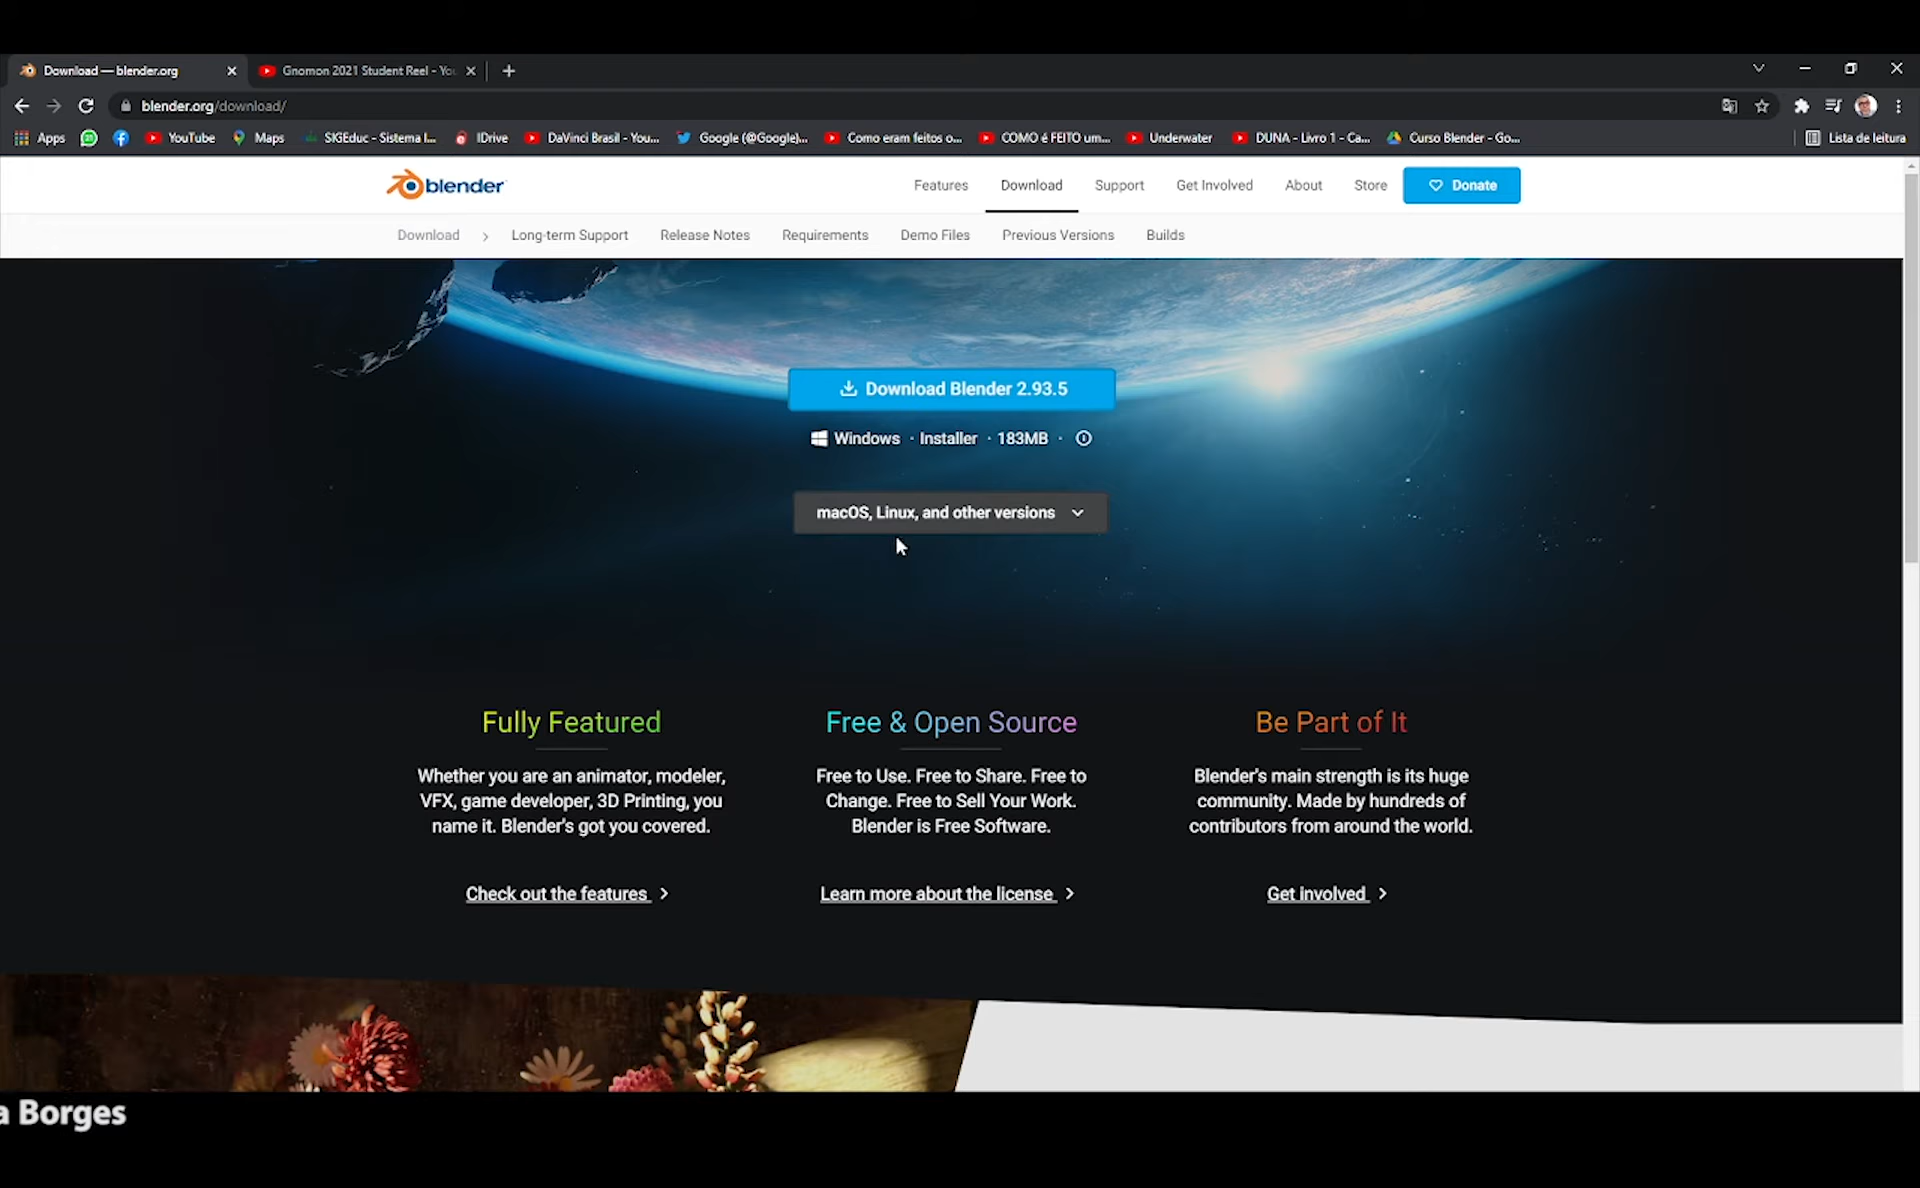 Download — blender.org
Gnomon 2021 Student Reel - You
blender.org/download/
Apps
YouTube
Maps
SIGEduc - Sistema I...
IDrive
DaVinci Brasil - You...
Google (@Google)...
Como eram feitos o...
COMO é FEITO um...
Underwater
DUNA - Livro 1 - Ca...
Curso Blender - Go...
Lista de leitura
blender
Features
Download
Support
Get Involved
About
Store
Donate
Download
Long-term Support
Release Notes
Requirements
Demo Files
Previous Versions
Builds
Download Blender 2.93.5
Windows · Installer · 183MB ·
macOS, Linux, and other versions
Fully Featured
Whether you are an animator, modeler,
VFX, game developer, 3D Printing, you
name it. Blender's got you covered.
Check out the features
Free & Open Source
Free to Use. Free to Share. Free to
Change. Free to Sell Your Work.
Blender is Free Software.
Learn more about the license
Be Part of It
Blender's main strength is its huge
community. Made by hundreds of
contributors from around the world.
Get involved
a Borges